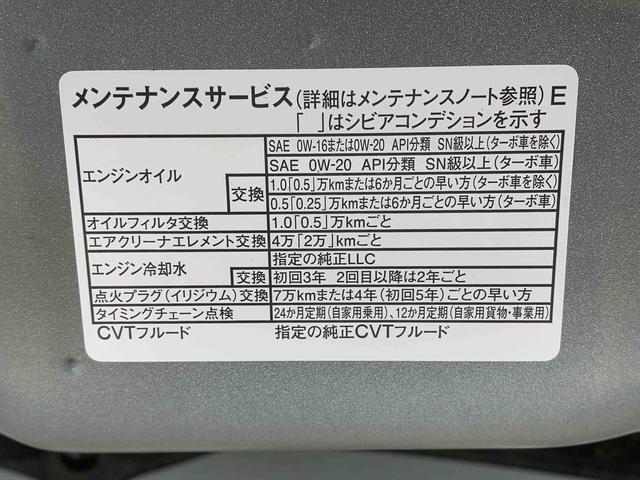 メンテナンスサービス(詳細はメンテナンスノート参照) E
「 」はシビアコンデションを示す
エンジンオイル
SAE 0W-16または0W-20 API分類 SN級以上(ターボ車を除く)
SAE 0W-20 API分類 SN級以上(ターボ車)
交換 1.0「0.5」万kmまたは6か月ごとの早い方(ターボ車を除く)
0.5「0.25」万kmまたは6か月ごとの早い方(ターボ車)
オイルフィルタ交換 1.0「0.5」万kmごと
エアクリーナエレメント交換 4万「2万」kmごと
エンジン冷却水 指定の純正LLC
交換 初回3年 2回目以降は2年ごと
点火プラグ(イリジウム)交換 7万kmまたは4年(初回5年)ごとの早い方
タイミングチェーン点検 24か月定期(自家用乗用)、12か月定期(自家用貨物・事業用)
CVTフルード 指定の純正CVTフルード